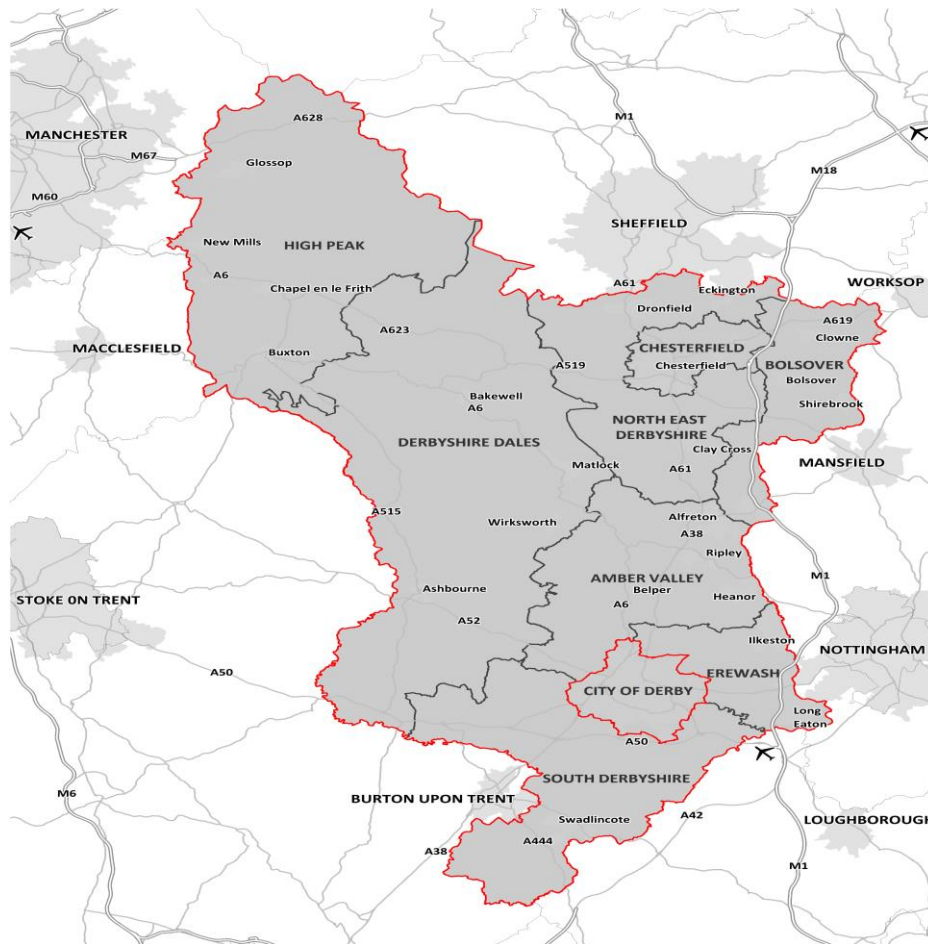 A628
M1
MANCHESTER
M67
Glossop
M18
M60
SHEFFIELD
New Mills
HIGH PEAK
A6
A61
Eckington
WORKSOP
Chapel en le Frith
Dronfield
A619
A623
Clowne
MACCLESFIELD
CHESTERFIELD
Buxton
A519
Chesterfield
BOLSOVER
Bolsover
Bakewell
A6
Shirebrook
NORTH EAST
DERBYSHIRE
DERBYSHIRE DALES
Clay Cross
MANSFIELD
Matlock
A61
A515
Wirksworth
Alfreton
A38
Ripley
AMBER VALLEY
M1
Ashbourne
Belper
Heanor
STOKE 0N TRENT
A6
A52
Ilkeston
NOTTINGHAM
A50
EREWASH
CITY OF DERBY
Long
Eaton
A50
SOUTH DERBYSHIRE
M6
BURTON UPON TRENT
Swadlincote
A42
LOUGHBOROUGH
A444
A38
M1